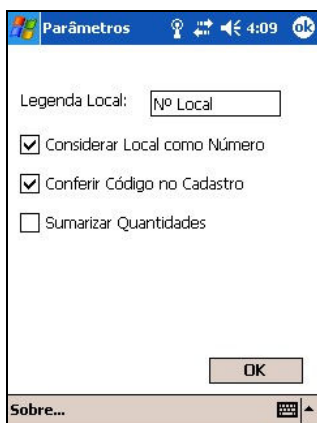 Parâmetros 4:09 ok
Legenda Local: Nº Local
Considerar Local como Número
Conferir Código no Cadastro
Sumarizar Quantidades
OK
Sobre...